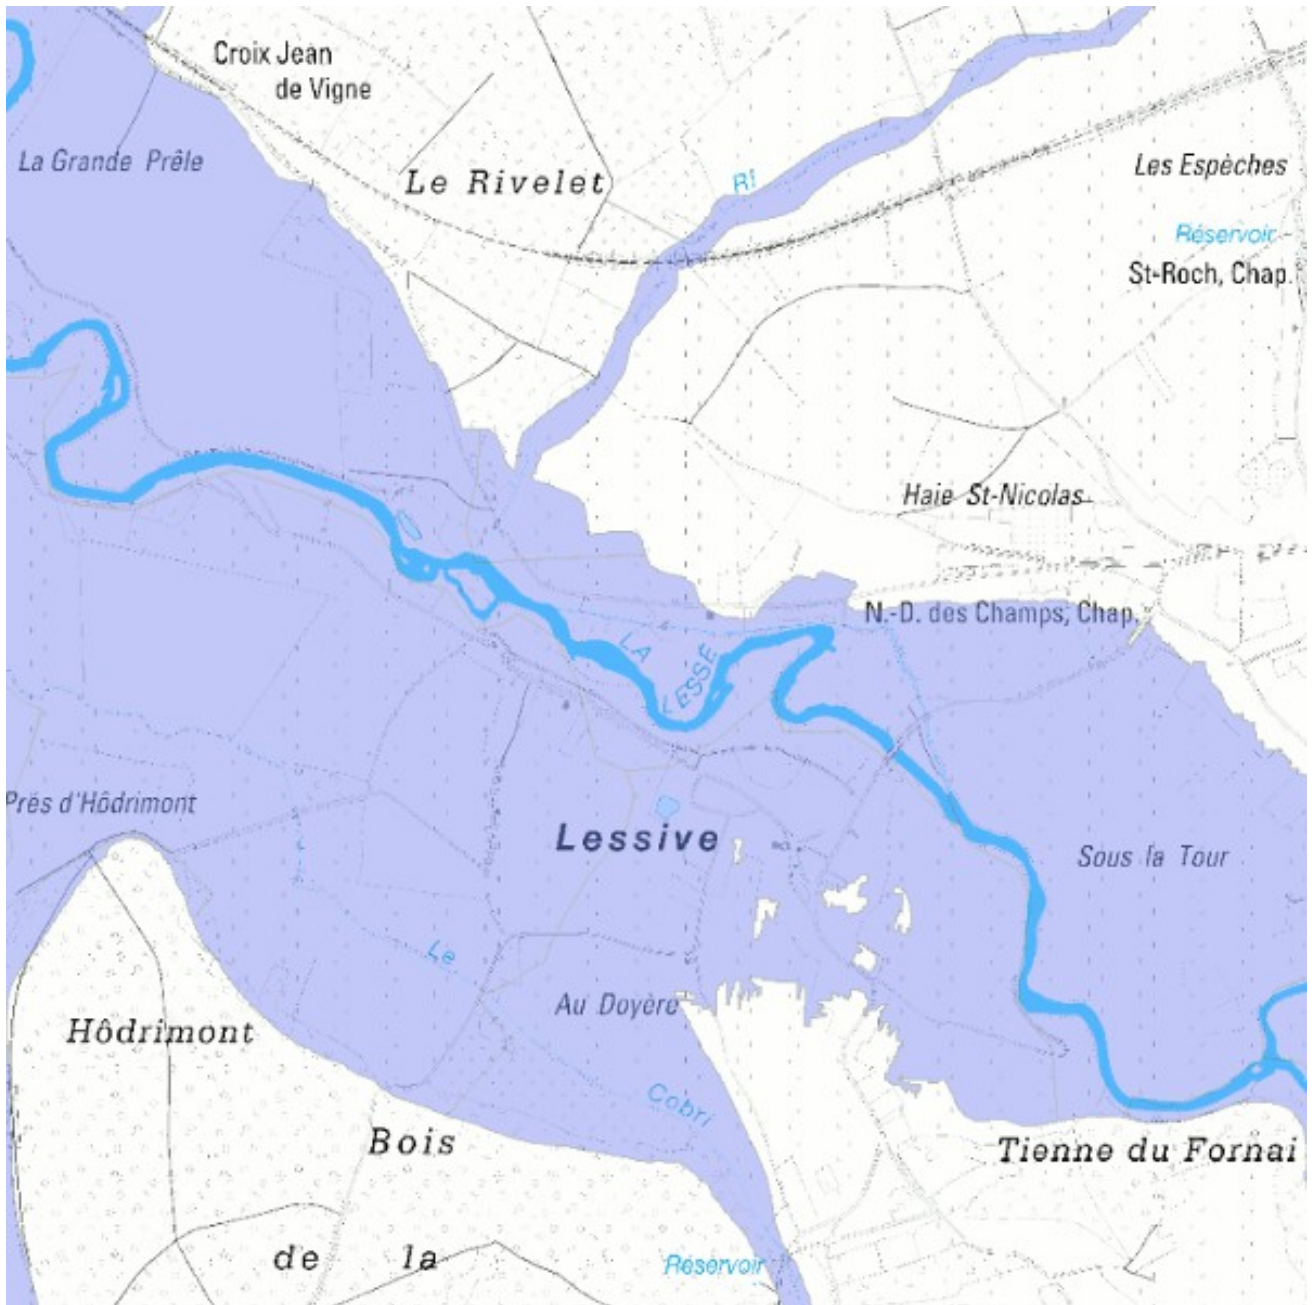 Croix Jean
de Vigne
La Grande Prêle
Le Rivelet
Ri
Les Espèches
Réservoir
St-Roch, Chap.
Haie St-Nicolas
N.-D. des Champs, Chap.
LA
LESSE
Près d'Hôdrimont
Lessive
Sous la Tour
Le
Au Doyère
Hôdrimont
Cobri
Bois
Tienne du Fornai
de la
Réservoir